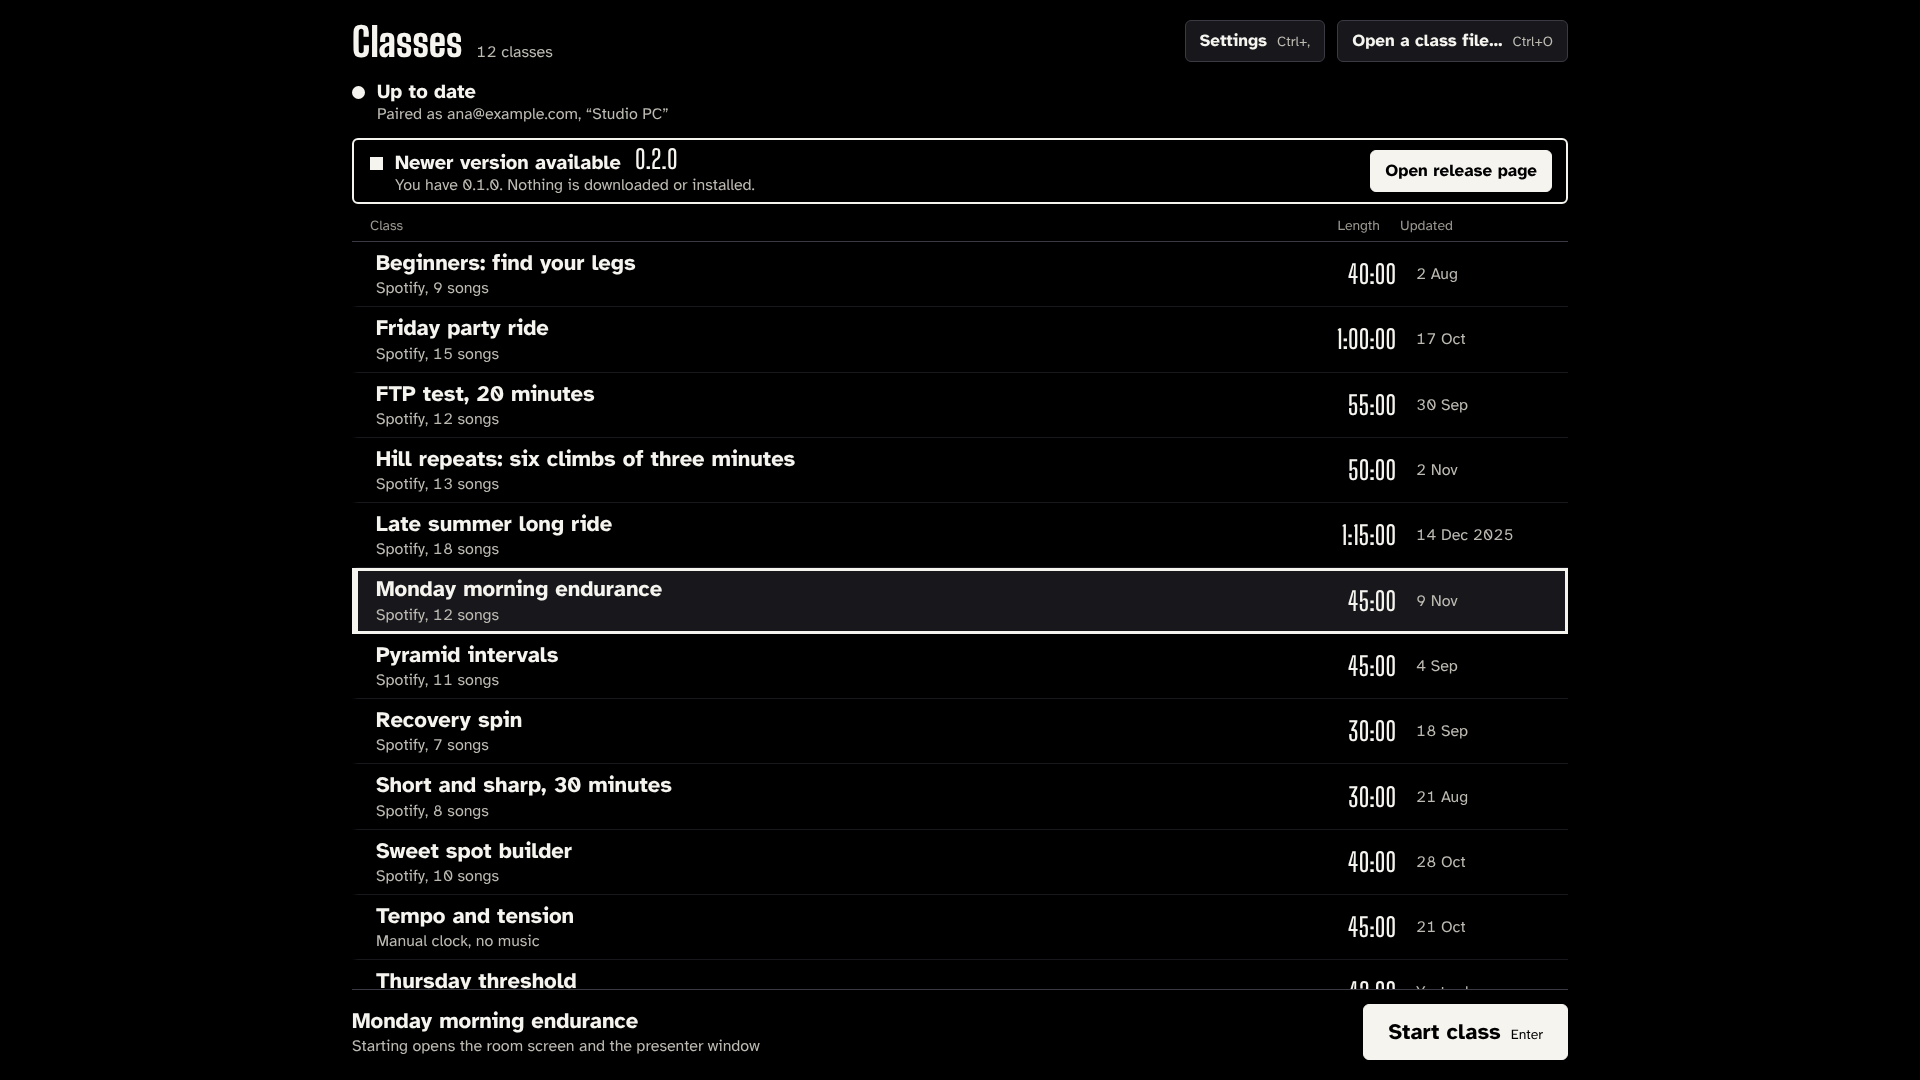 Classes 12 classes
Settings Ctrl+,
Open a class file... Ctrl+O
Up to date
Paired as ana@example.com, “Studio PC”
Newer version available 0.2.0
You have 0.1.0. Nothing is downloaded or installed.
Open release page
Class Length Updated
Beginners: find your legs
Spotify, 9 songs
40:00 2 Aug
Friday party ride
Spotify, 15 songs
1:00:00 17 Oct
FTP test, 20 minutes
Spotify, 12 songs
55:00 30 Sep
Hill repeats: six climbs of three minutes
Spotify, 13 songs
50:00 2 Nov
Late summer long ride
Spotify, 18 songs
1:15:00 14 Dec 2025
Monday morning endurance
Spotify, 12 songs
45:00 9 Nov
Pyramid intervals
Spotify, 11 songs
45:00 4 Sep
Recovery spin
Spotify, 7 songs
30:00 18 Sep
Short and sharp, 30 minutes
Spotify, 8 songs
30:00 21 Aug
Sweet spot builder
Spotify, 10 songs
40:00 28 Oct
Tempo and tension
Manual clock, no music
45:00 21 Oct
Thursday threshold
Monday morning endurance
Starting opens the room screen and the presenter window
Start class Enter